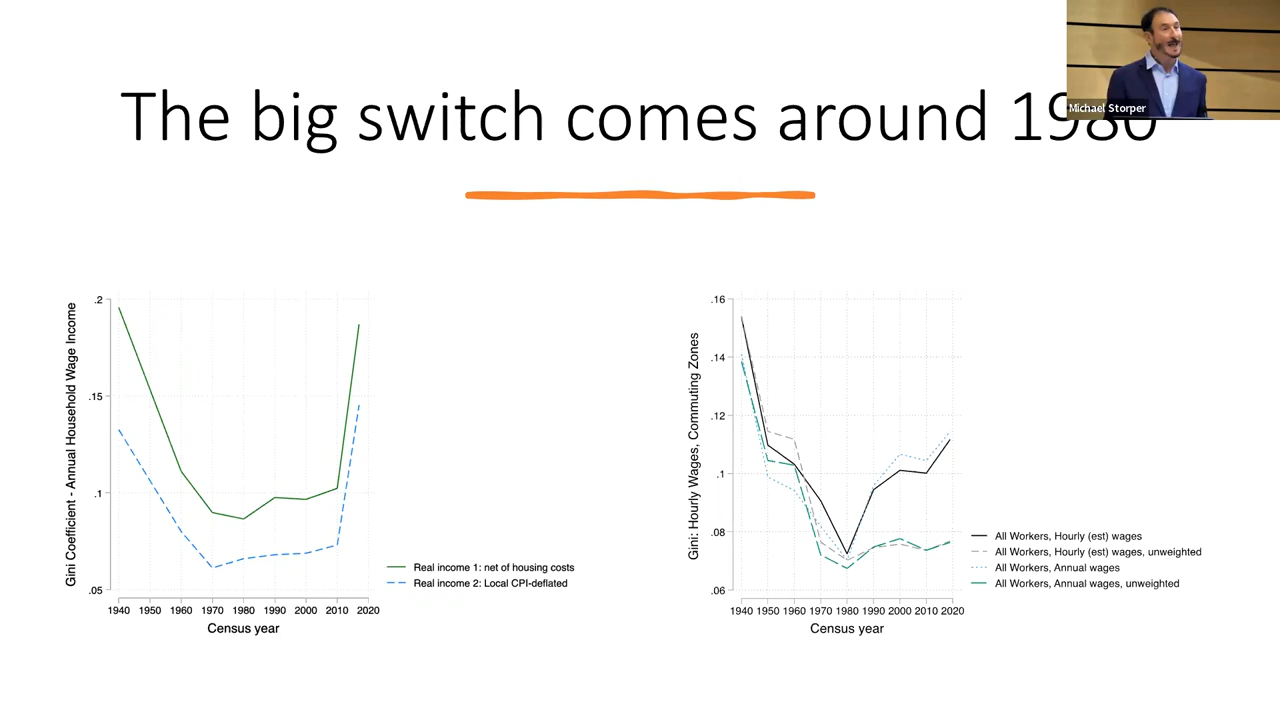 The big switch comes around 1980
Michael Storper
Gini Coefficient - Annual Household Wage Income
.2
.15
.1
.05
1940 1950 1960 1970 1980 1990 2000 2010 2020
Census year
Real income 1: net of housing costs
Real income 2: Local CPI-deflated
Gini: Hourly Wages, Commuting Zones
.16
.14
.12
.1
.08
.06
1940 1950 1960 1970 1980 1990 2000 2010 2020
Census year
All Workers, Hourly (est) wages
All Workers, Hourly (est) wages, unweighted
All Workers, Annual wages
All Workers, Annual wages, unweighted